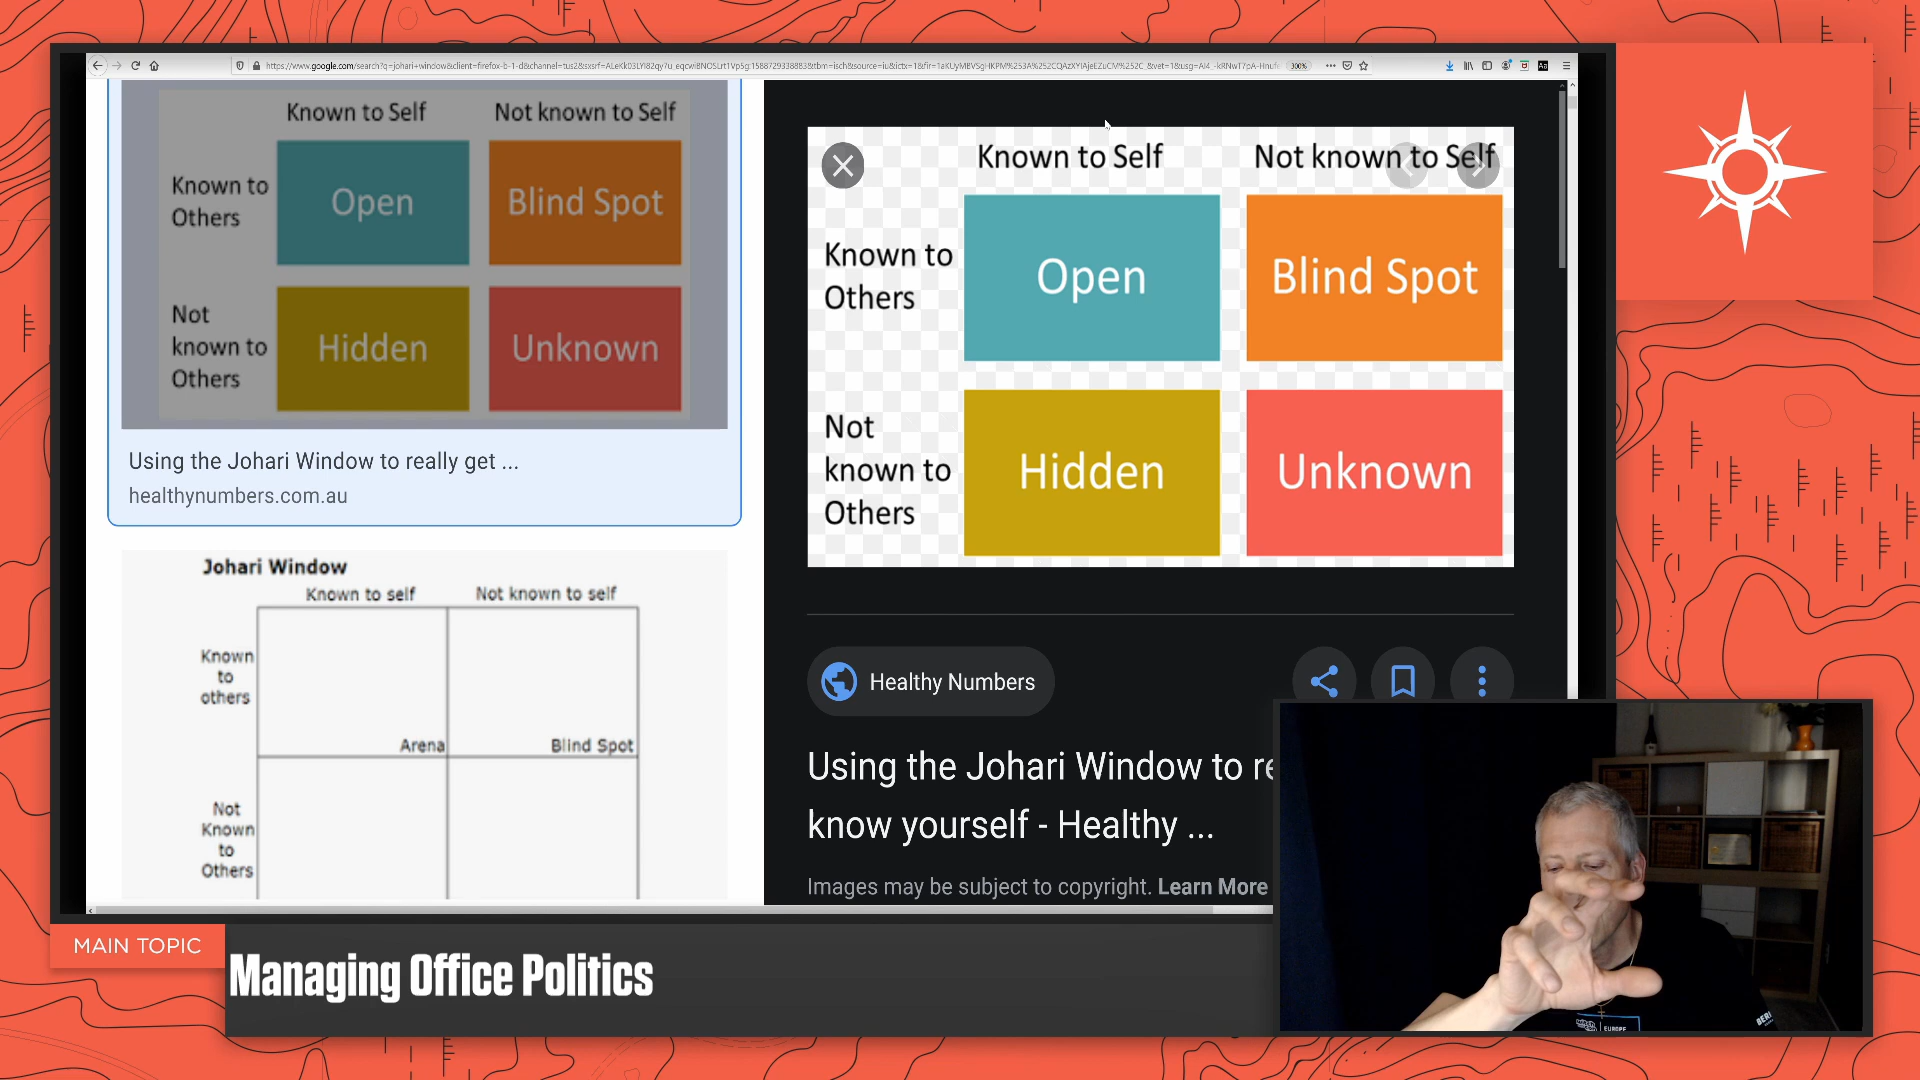 300%
Known to Self Not known to Self
Known to
Others
Open
Blind Spot
Not
known to
Others
Hidden
Unknown
Using the Johari Window to really get ...
healthynumbers.com.au
Johari Window
Known to self Not known to self
Known
to
others
Arena
Blind Spot
Not
Known
to
Others
Known to Self Not known to Self
Known to
Others
Open
Blind Spot
Not
known to
Others
Hidden
Unknown
Healthy Numbers
Using the Johari Window to re
know yourself - Healthy ...
Images may be subject to copyright. Learn More
EUROPE
MAIN TOPIC
Managing Office Politics